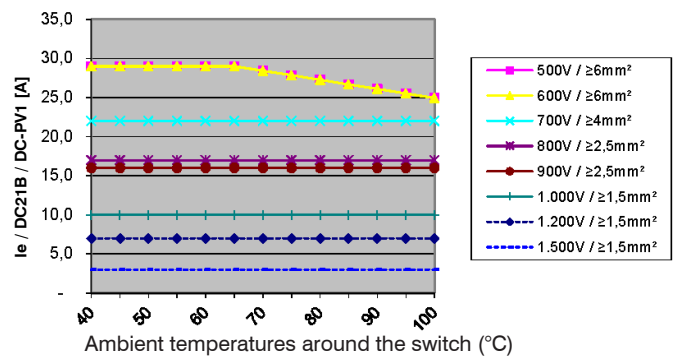 Ie / DC21B / DC-PV1 [A]
35,0
30,0
25,0
20,0
15,0
10,0
5,0
-
40
50
60
70
80
90
100
Ambient temperatures around the switch (°C)
500V / ≥6mm²
600V / ≥6mm²
700V / ≥4mm²
800V / ≥2,5mm²
900V / ≥2,5mm²
1.000V / ≥1,5mm²
1.200V / ≥1,5mm²
1.500V / ≥1,5mm²